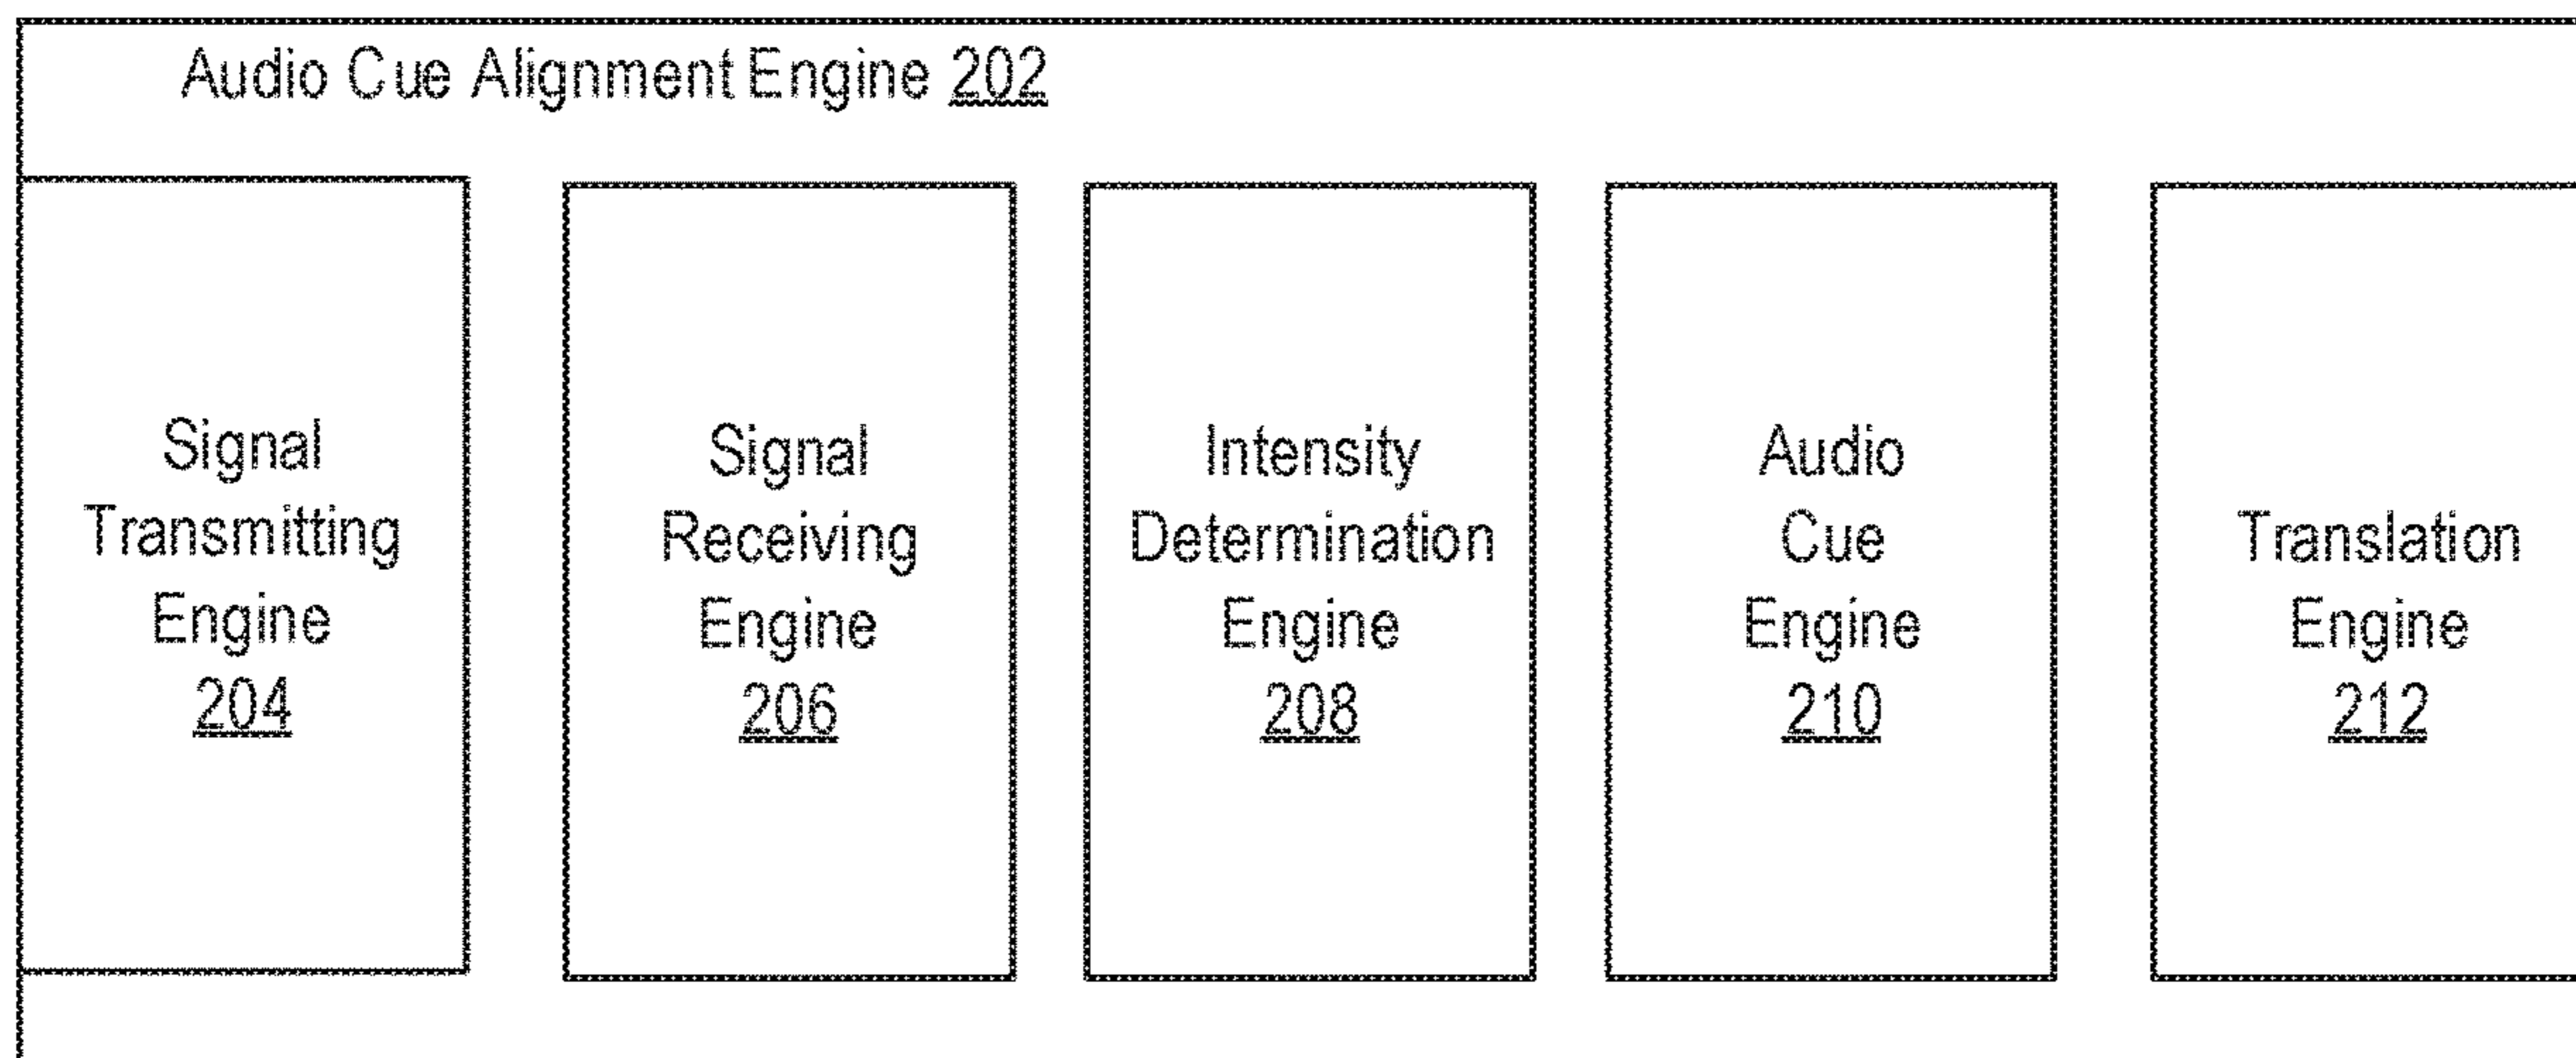 Audio Cue Alignment Engine 202
Signal
Transmitting
Engine
204
Signal
Receiving
Engine
206
Intensity
Determination
Engine
208
Audio
Cue
Engine
210
Translation
Engine
212